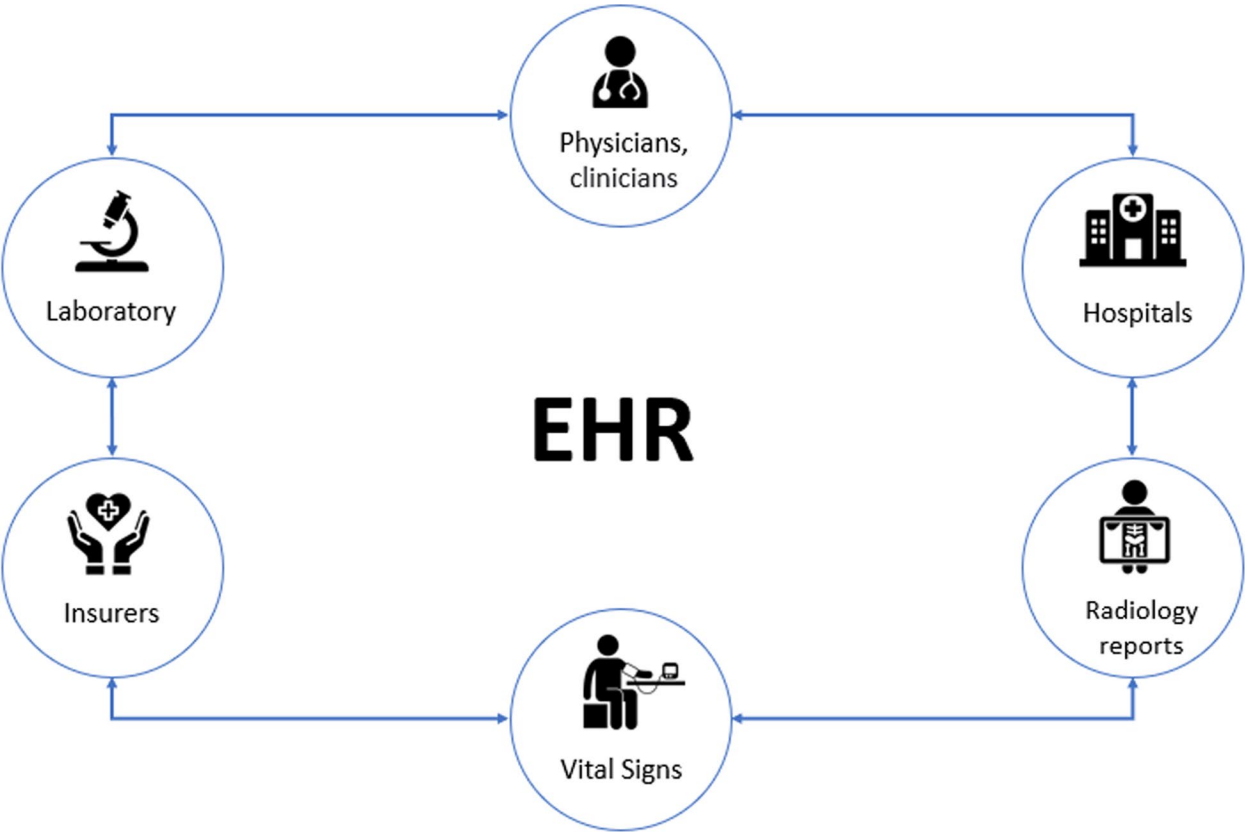 Physicians,
clinicians
Laboratory
Hospitals
EHR
Insurers
Radiology
reports
Vital Signs